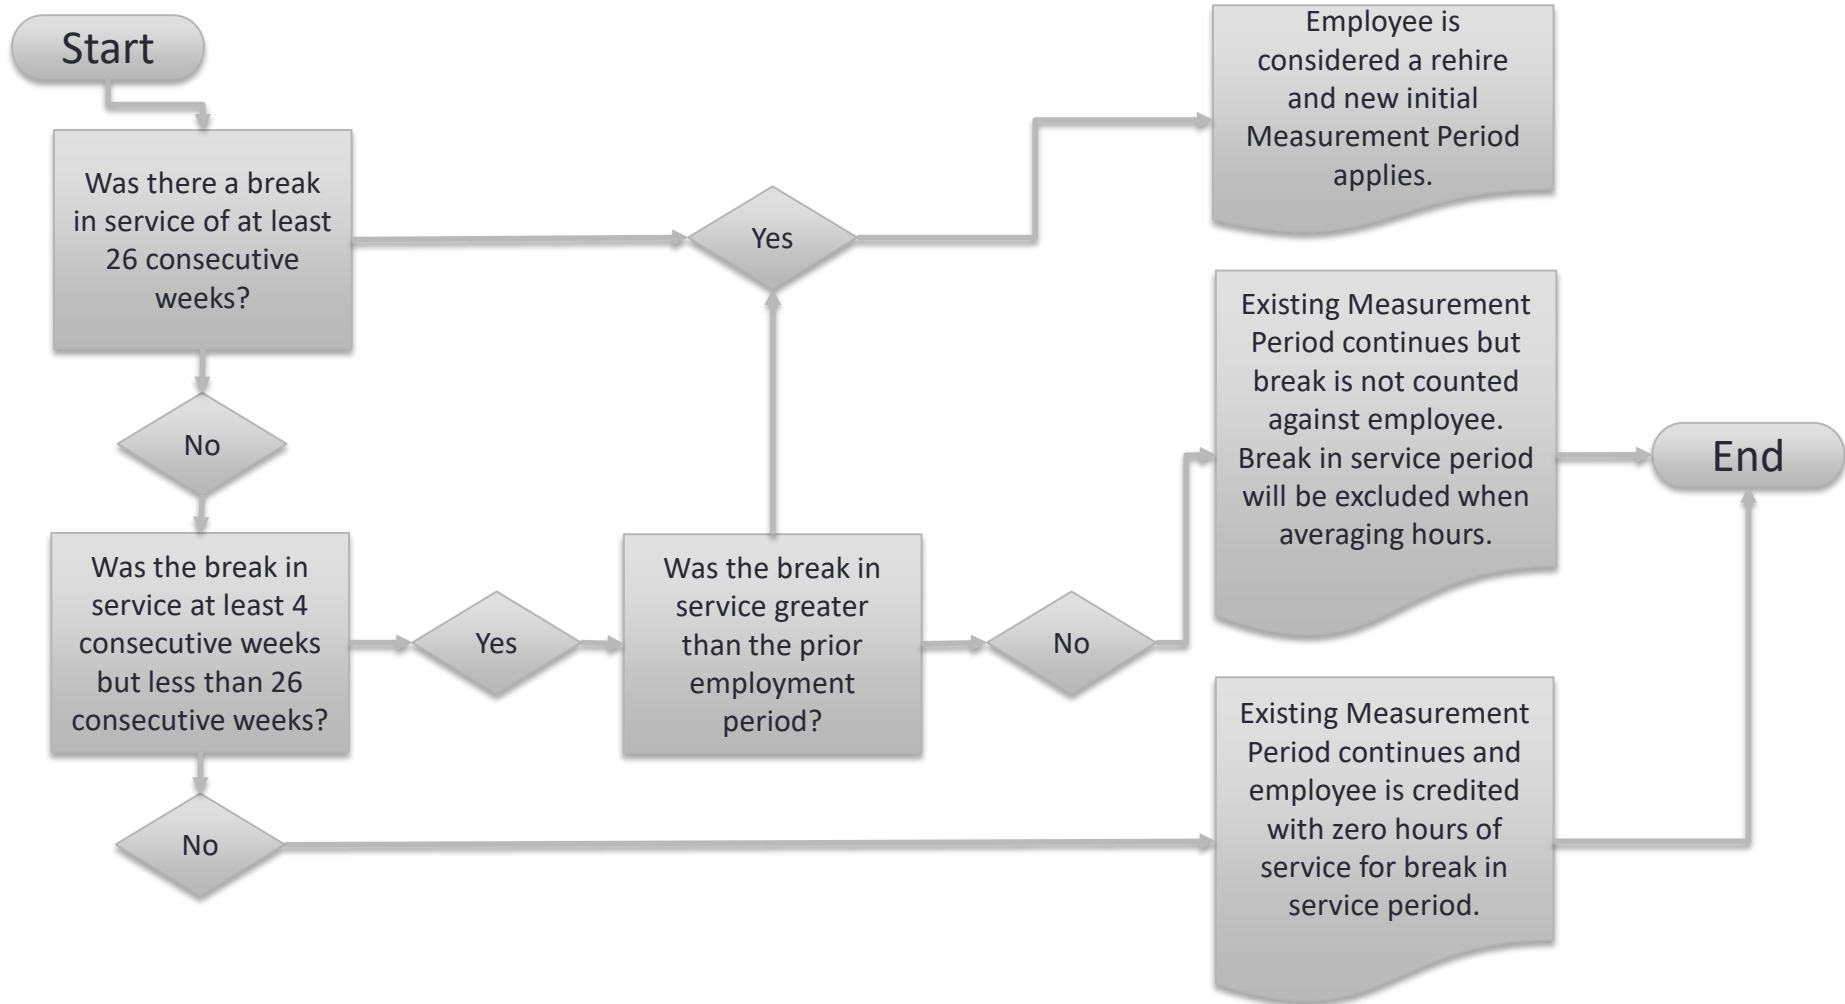 Start
Was there a break
in service of at least
26 consecutive
weeks?
Yes
Employee is
considered a rehire
and new initial
Measurement Period
applies.
No
Was the break in
service at least 4
consecutive weeks
but less than 26
consecutive weeks?
Yes
Was the break in
service greater
than the prior
employment
period?
No
Existing Measurement
Period continues but
break is not counted
against employee.
Break in service period
will be excluded when
averaging hours.
End
No
Existing Measurement
Period continues and
employee is credited
with zero hours of
service for break in
service period.